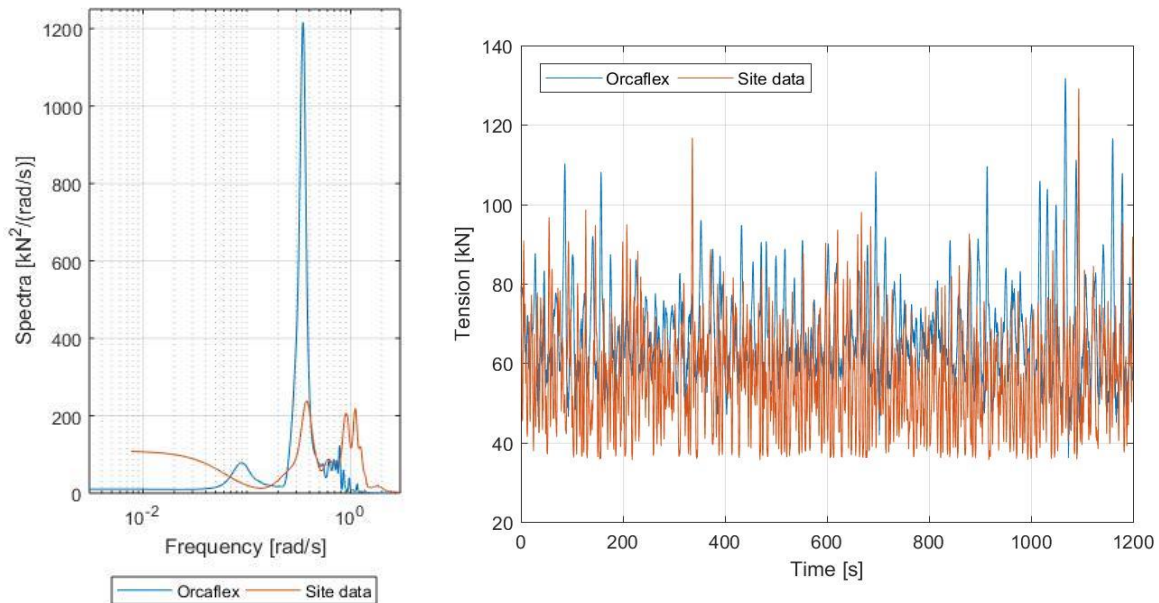 1200
1000
800
600
400
200
0
Spectra [kN2/(rad/s)]
10-2
100
Frequency [rad/s]
Orcaflex
Site data
140
120
100
80
60
40
20
Tension [kN]
Orcaflex
Site data
0
200
400
600
800
1000
1200
Time [s]